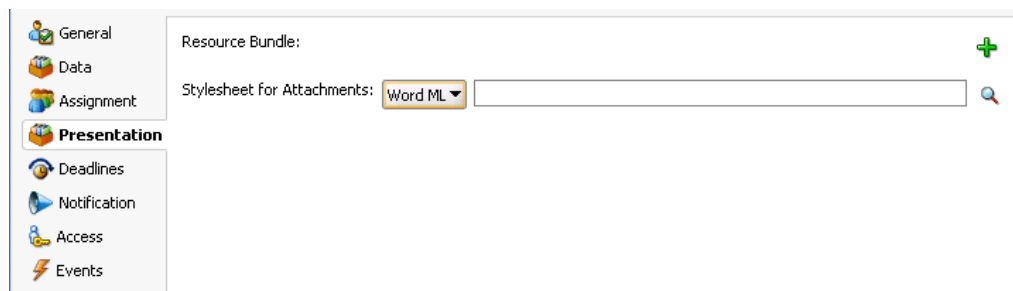 General
Data
Assignment
Presentation
Deadlines
Notification
Access
Events
Resource Bundle:
Stylesheet for Attachments: Word ML